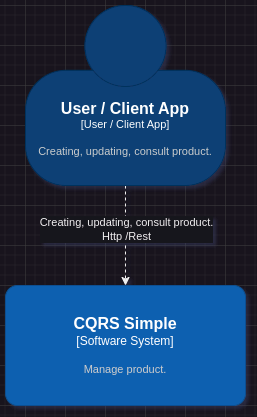 User / Client App
[User / Client App]
Creating, updating, consult product.
Creating, updating, consult product.
Http /Rest
CQRS Simple
[Software System]
Manage product.